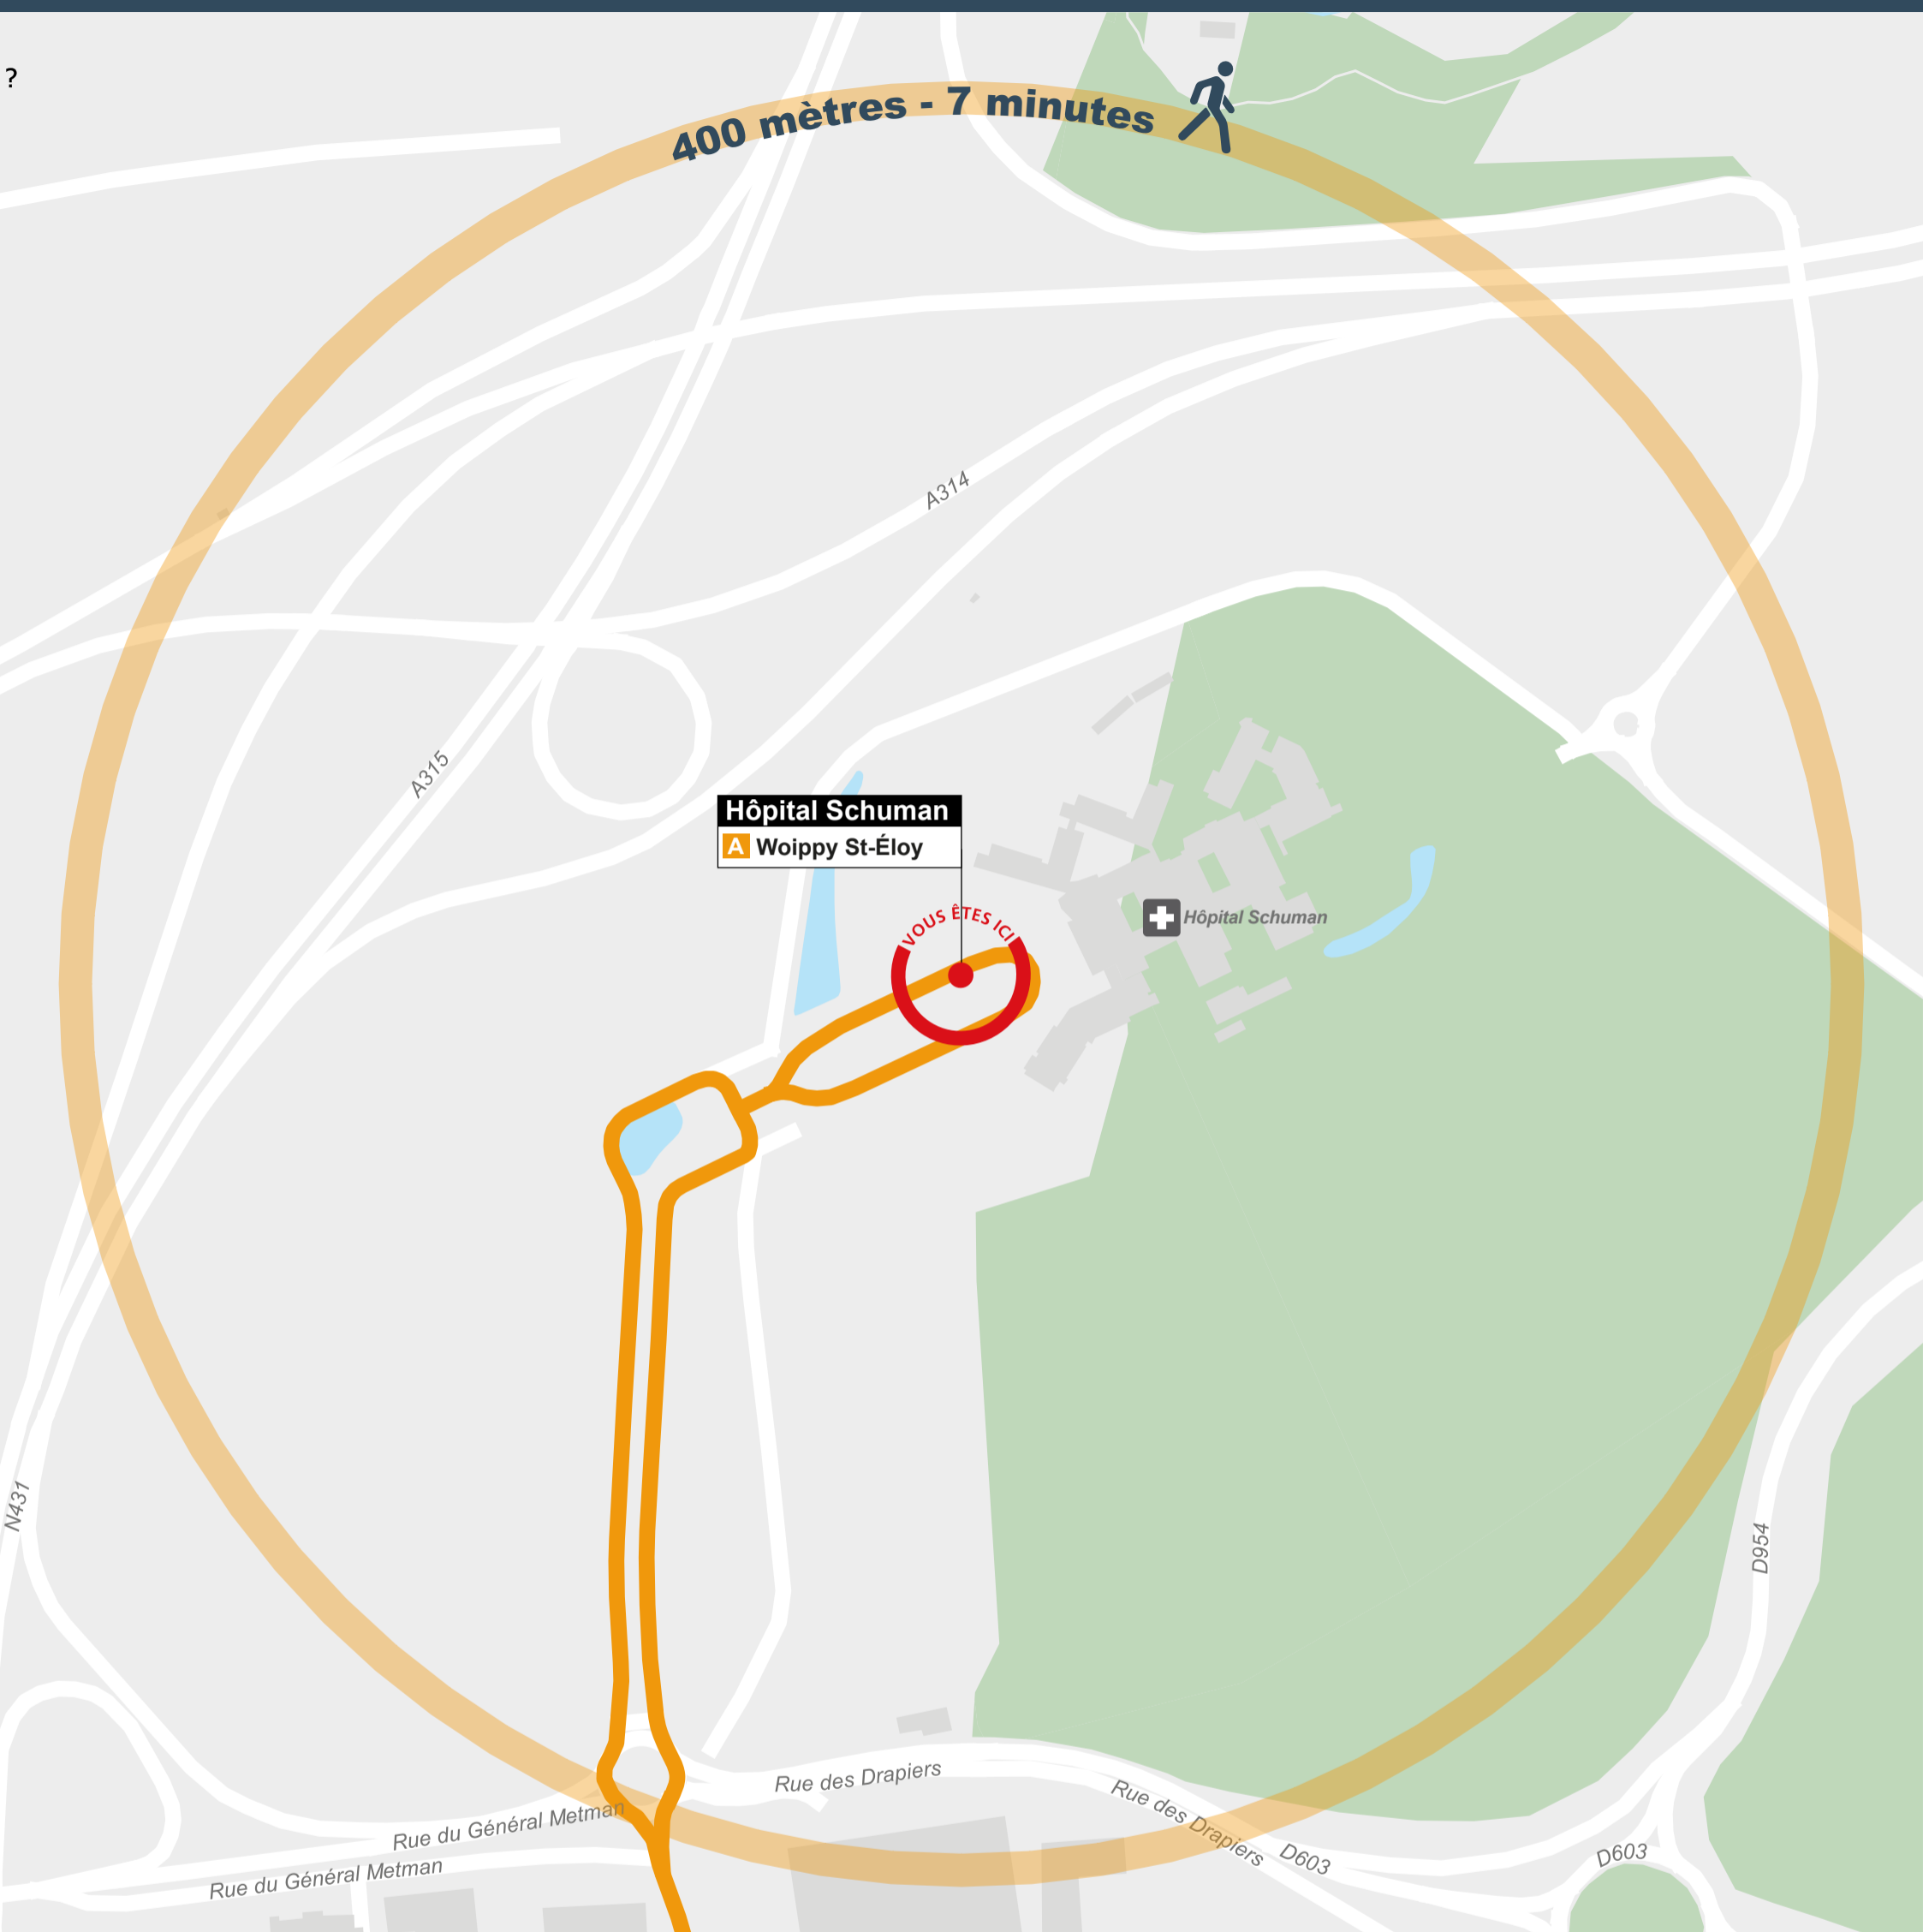 ?
400 mètres - 7 minutes
A314
A315
Hôpital Schuman
A Woippy St-Éloy
VOUS ÊTES ICI
Hôpital Schuman
N431
D954
Rue des Drapiers
Rue des Drapiers
Rue du Général Metman
D603
D603
Rue du Général Metman